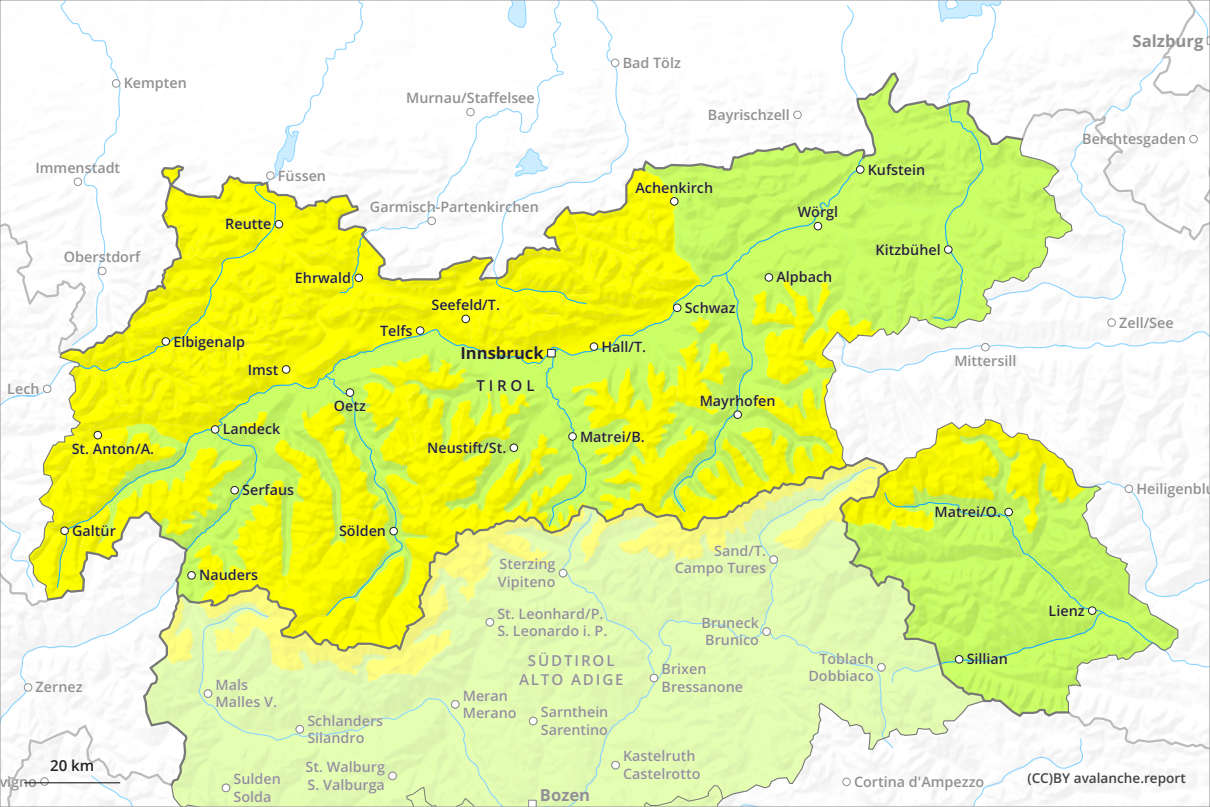 Salzburg
Bad Tölz
Kempten
Murnau/Staffelsee
Bayrischzell
Berchtesgaden
Immenstadt
Füssen
Kufstein
Achenkirch
Garmisch-Partenkirchen
Wörgl
Reutte
Kitzbühel
Oberstdorf
Ehrwald
Alpbach
Seefeld/T.
Schwaz
Telfs
Zell/See
Elbigenalp
Innsbruck
Hall/T.
Mittersill
Imst
TIROL
Lech
Oetz
Mayrhofen
Landeck
Matrei/B.
St. Anton/A.
Neustift/St.
Serfaus
Heiligenblu
Matrei/O.
Galtür
Sölden
Sand/T.
Campo Tures
Sterzing
Vipiteno
Nauders
St. Leonhard/P.
S. Leonardo i. P.
Lienz
Bruneck
Brunico
SÜDTIROL
ALTO ADIGE
Sillian
Toblach
Dobbiaco
Brixen
Bressanone
Zernez
Mals
Malles V.
Meran
Merano
Sarnthein
Sarentino
Schlanders
Silandro
Kastelruth
Castelrotto
20 km
St. Walburg
S. Valburga
Sulden
Solda
vigno
Cortina d'Ampezzo
(CC)BY avalanche.report
Bozen